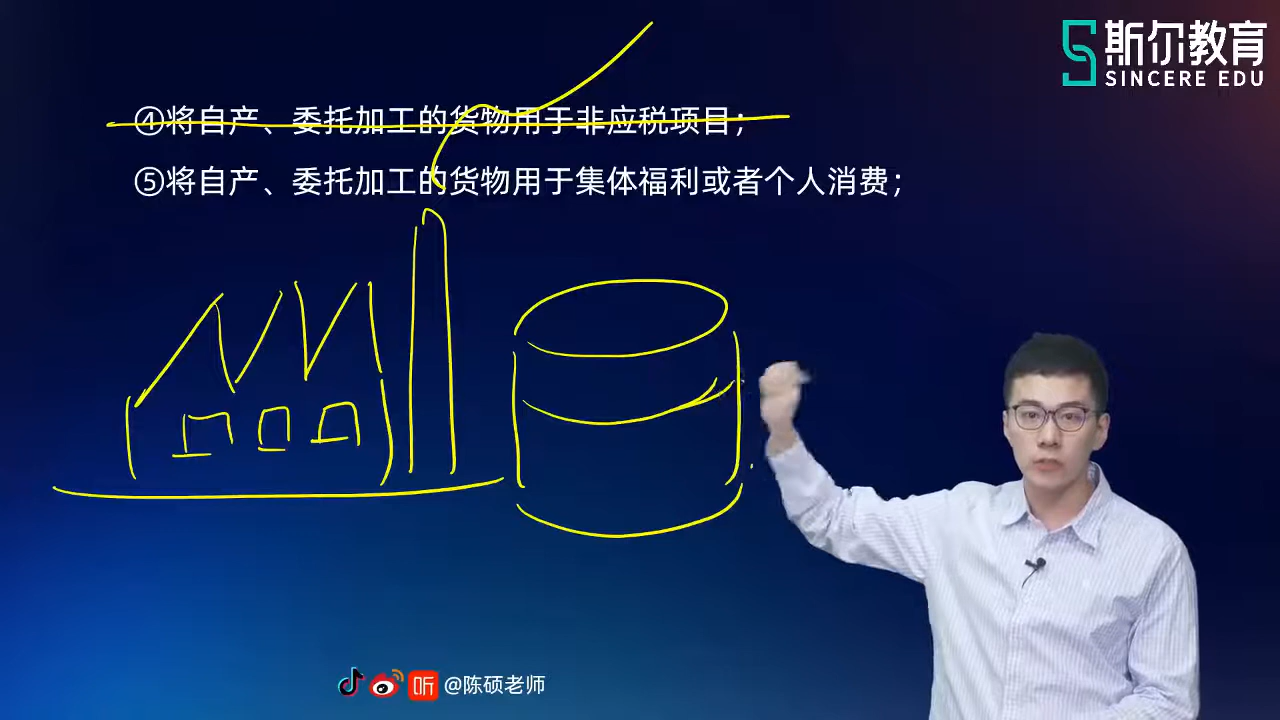 斯尔教育
SINCERE EDU
④将自产、委托加工的货物用于非应税项目；
⑤将自产、委托加工的货物用于集体福利或者个人消费；
听 @陈硕老师